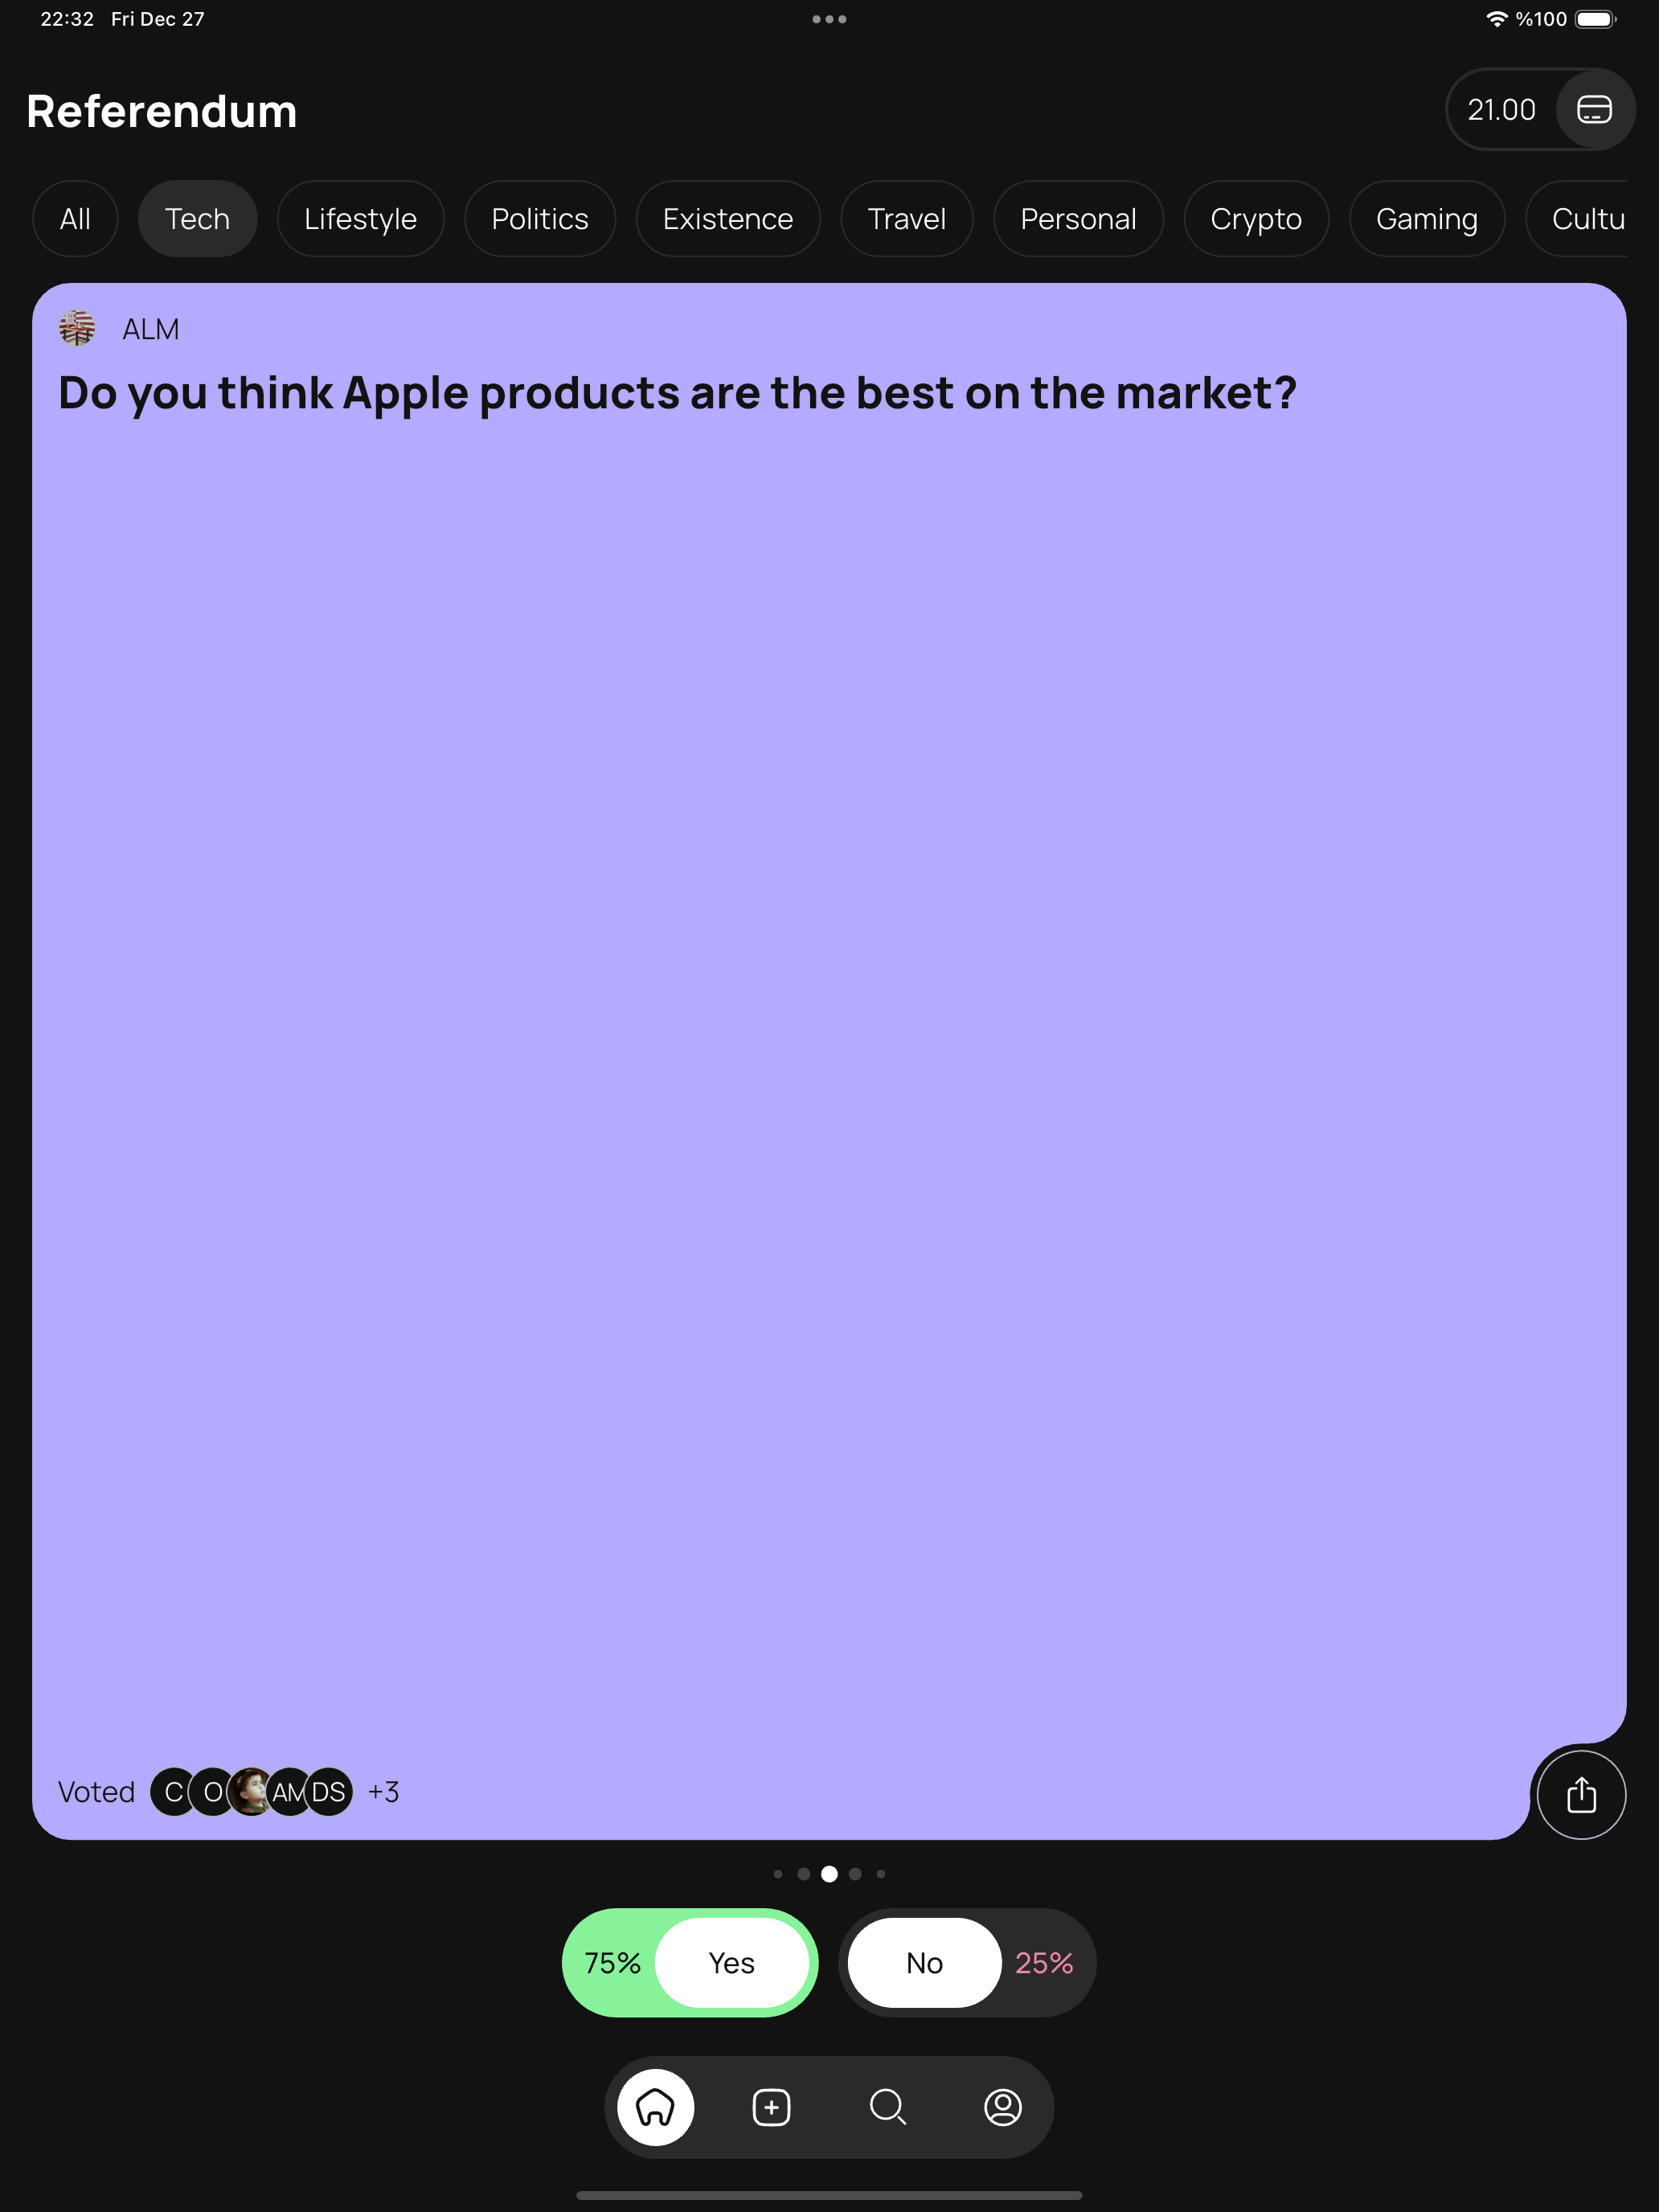 22:32 Fri Dec 27 %100
Referendum 21.00
All Tech Lifestyle Politics Existence Travel Personal Crypto Gaming Cultu
ALM
Do you think Apple products are the best on the market?
Voted C O AM DS +3
75% Yes No 25%